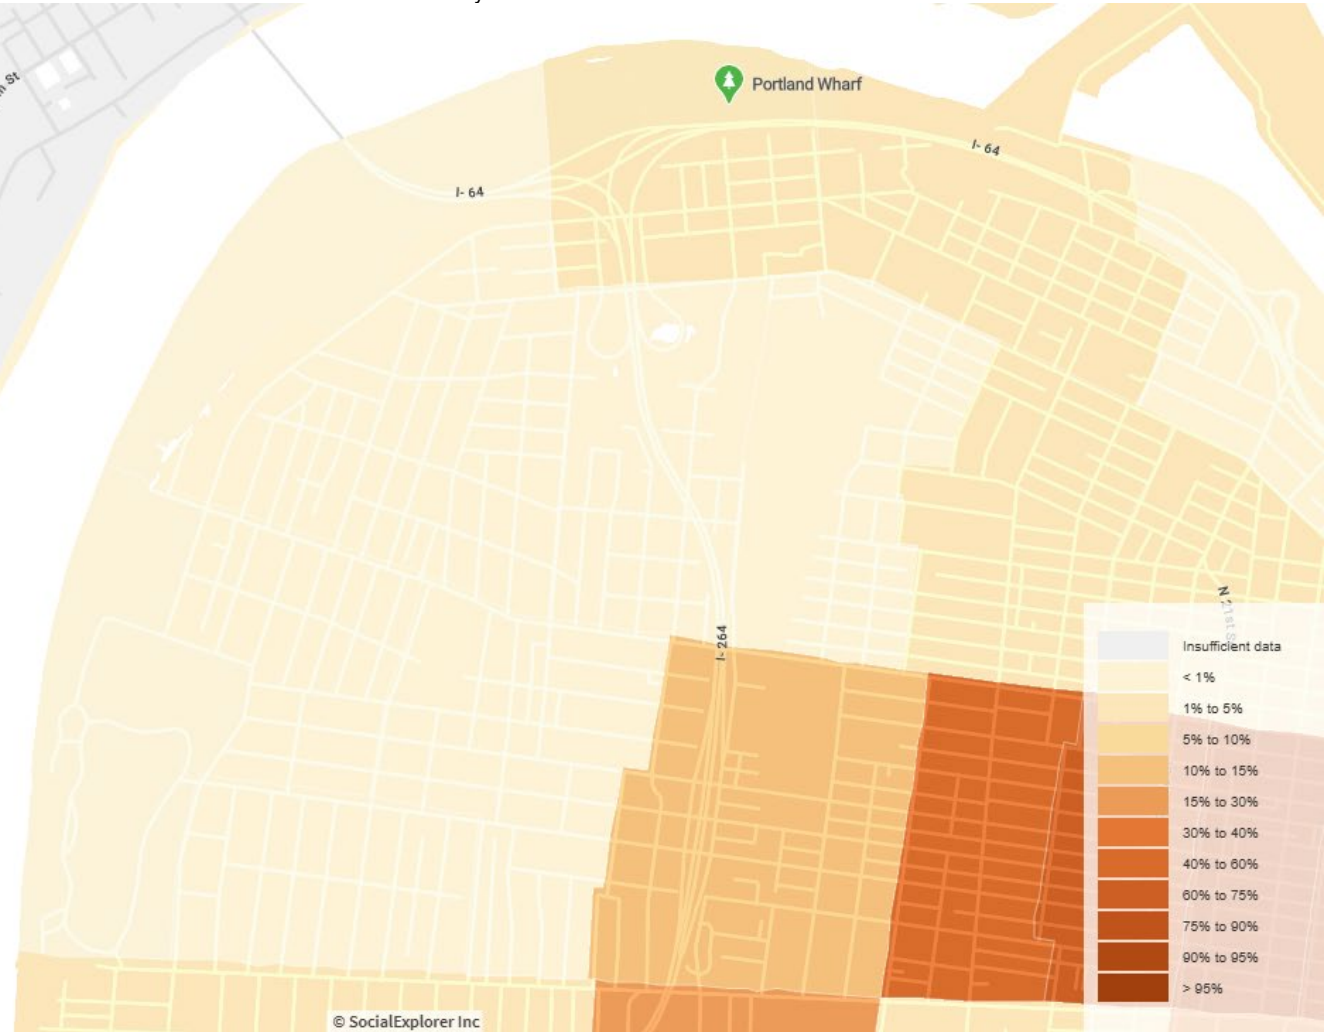 Portland Wharf
I- 64
I- 64
I- 264
N 21st S
Insufficient data
< 1%
1% to 5%
5% to 10%
10% to 15%
15% to 30%
30% to 40%
40% to 60%
60% to 75%
75% to 90%
90% to 95%
> 95%
© SocialExplorer Inc